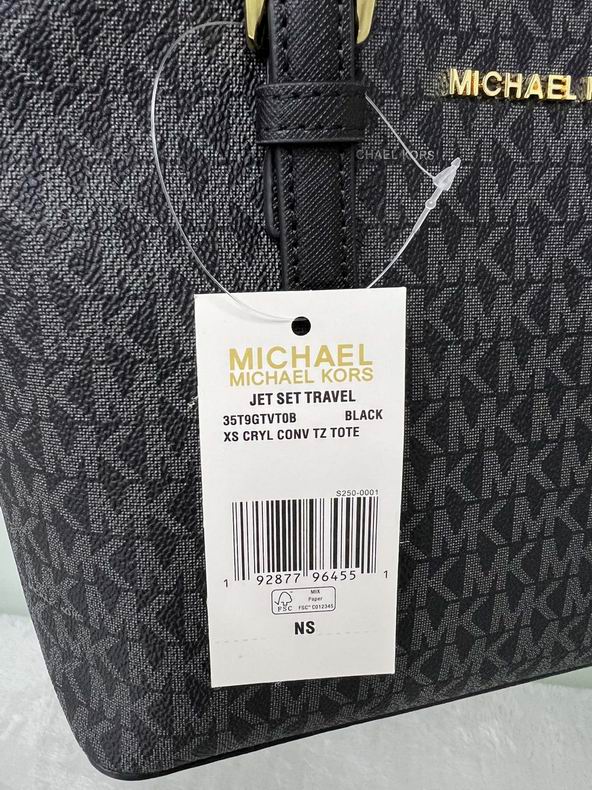 MICHAEL
CHAEL KORS
MICHAEL
MICHAEL KORS
JET SET TRAVEL
35T9GTVT0B BLACK
XS CRYL CONV TZ TOTE
S250-0001
1 92877 96455 1
FSC
MIX
Paper
FSC® C012345
NS